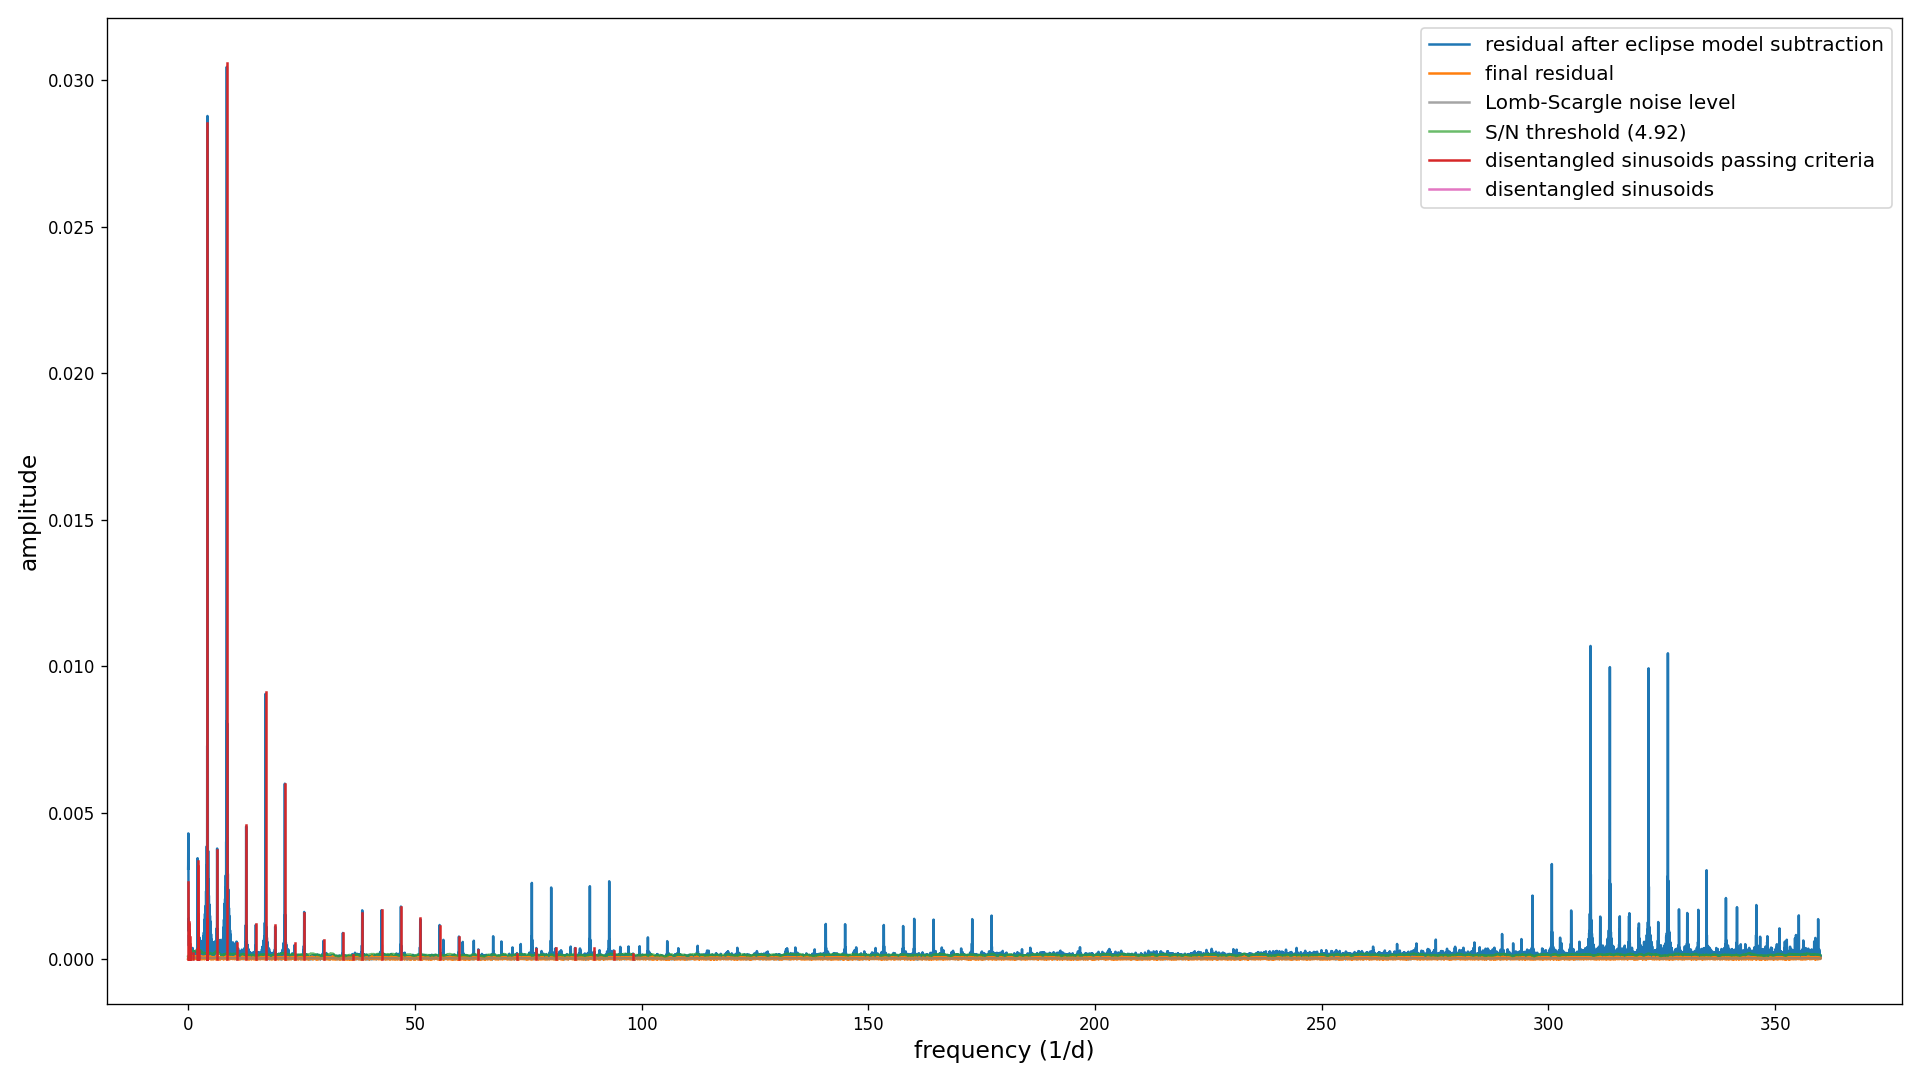 residual after eclipse model subtraction
final residual
Lomb-Scargle noise level
S/N threshold (4.92)
disentangled sinusoids passing criteria
disentangled sinusoids
0.030
0.025
0.020
0.015
0.010
0.005
0.000
amplitude
0 50 100 150 200 250 300 350
frequency (1/d)